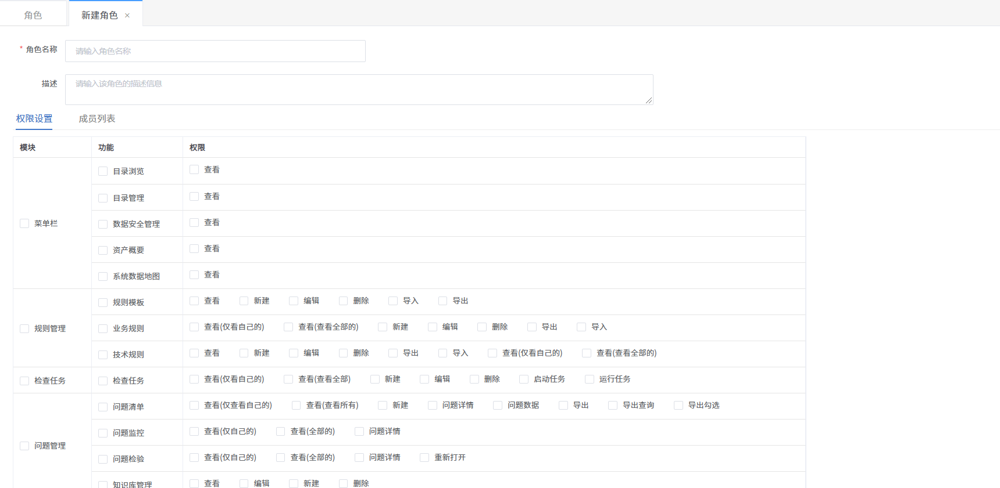 角色 新建角色 ×
* 角色名称 请输入角色名称
描述 请输入该角色的描述信息
权限设置 成员列表
模块 功能 权限
目录浏览 查看
目录管理 查看
菜单栏 数据安全管理 查看
资产概要 查看
系统数据地图 查看
规则模板 查看 新建 编辑 删除 导入 导出
规则管理 业务规则 查看(仅看自己的) 查看(查看全部的) 新建 编辑 删除 导出 导入
技术规则 查看 新建 编辑 删除 导出 导入 查看(仅看自己的) 查看(查看全部的)
检查任务 检查任务 查看(仅看自己的) 查看(查看全部) 新建 编辑 删除 启动任务 运行任务
问题清单 查看(仅查看自己的) 查看(查看所有) 新建 问题详情 问题数据 导出 导出查询 导出勾选
问题监控 查看(仅自己的) 查看(全部的) 问题详情
问题管理
问题检验 查看(仅自己的) 查看(全部的) 问题详情 重新打开
知识库管理 查看 编辑 新建 删除